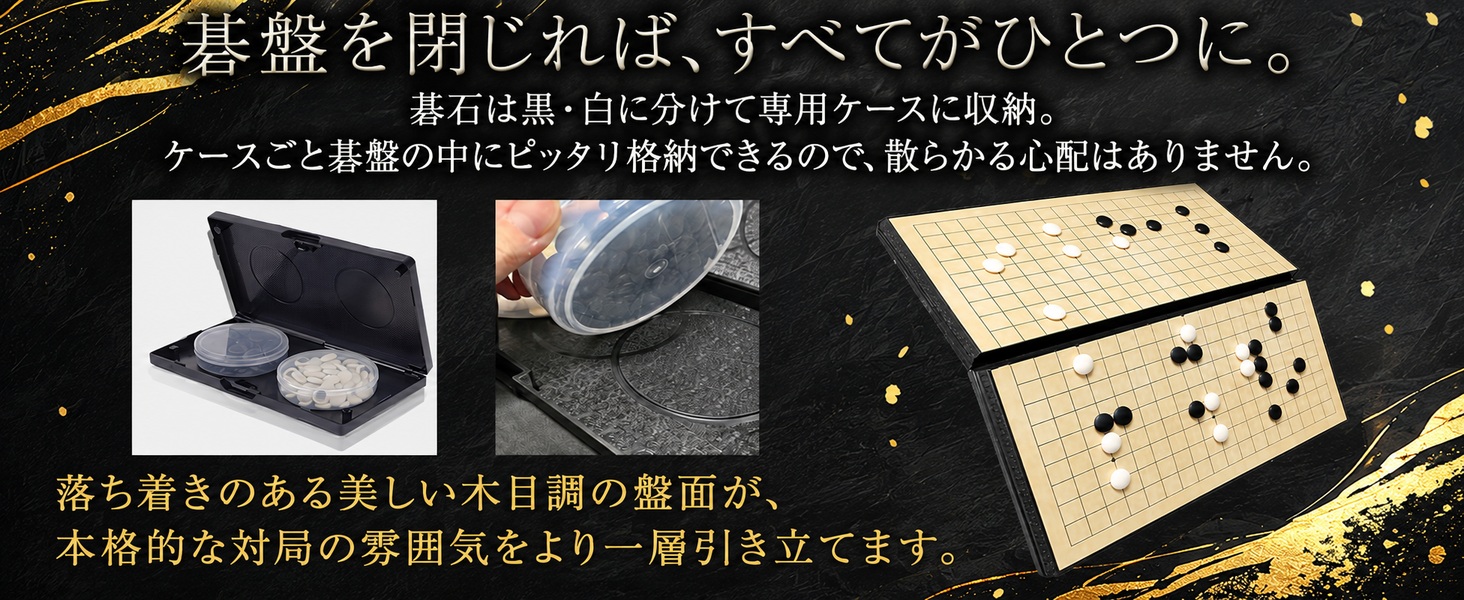 碁盤を閉じれば、すべてがひとつに。
碁石は黒・白に分けて専用ケースに収納。
ケースごと碁盤の中にピッタリ格納できるので、散らかる心配はありません。
落ち着きのある美しい木目調の盤面が、
本格的な対局の雰囲気をより一層引き立てます。